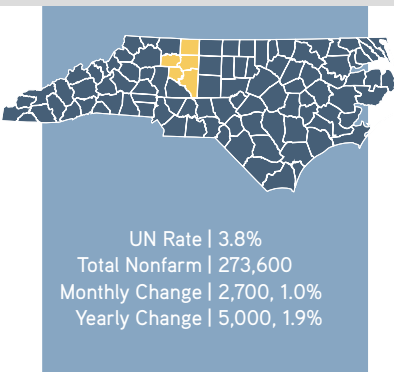 UN Rate | 3.8%
Total Nonfarm | 273,600
Monthly Change | 2,700, 1.0%
Yearly Change | 5,000, 1.9%